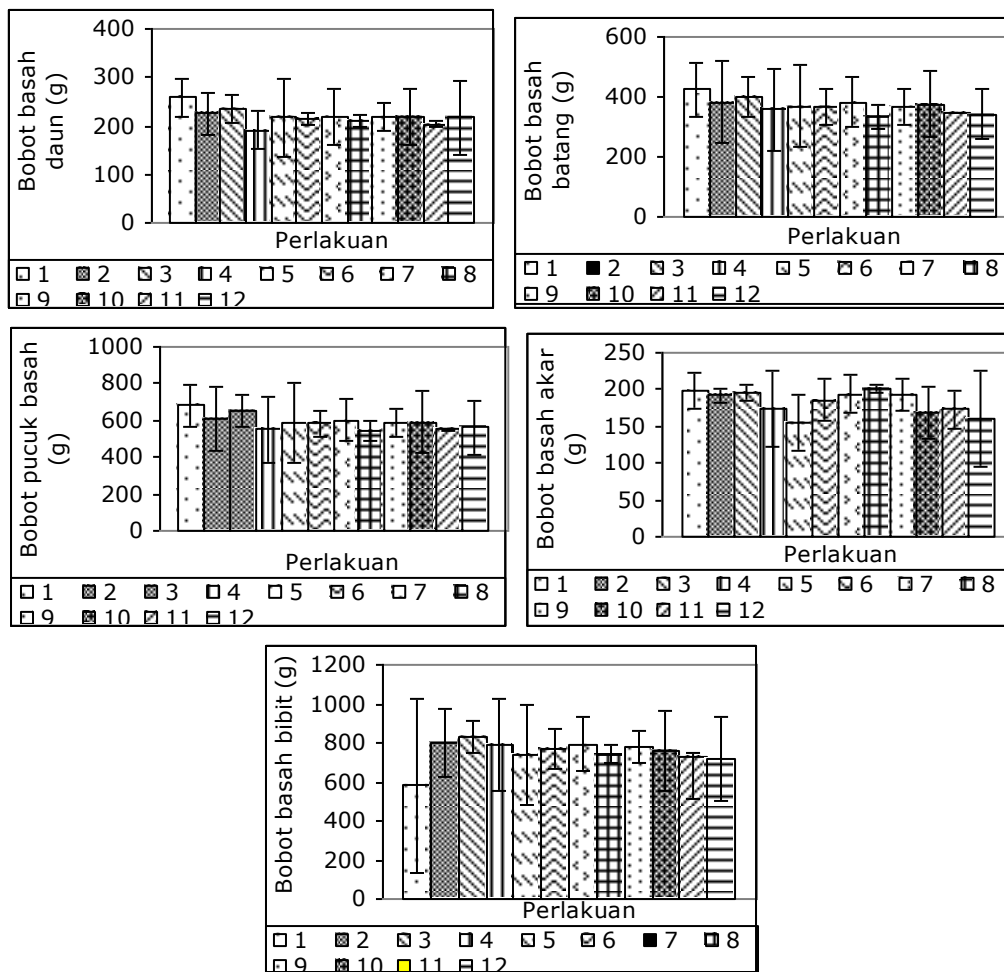 Bobot basah
daun (g)
400
300
200
100
0
Perlakuan
1 2 3 4 5 6 7 8
9 10 11 12
Bobot basah
batang (g)
600
400
200
0
Perlakuan
1 2 3 4 5 6 7 8
9 10 11 12
Bobot pucuk basah
(g)
1000
800
600
400
200
0
Perlakuan
1 2 3 4 5 6 7 8
9 10 11 12
Bobot basah akar
(g)
250
200
150
100
50
0
Perlakuan
1 2 3 4 5 6 7 8
9 10 11 12
Bobot basah bibit (g)
1200
1000
800
600
400
200
0
Perlakuan
1 2 3 4 5 6 7 8
9 10 11 12